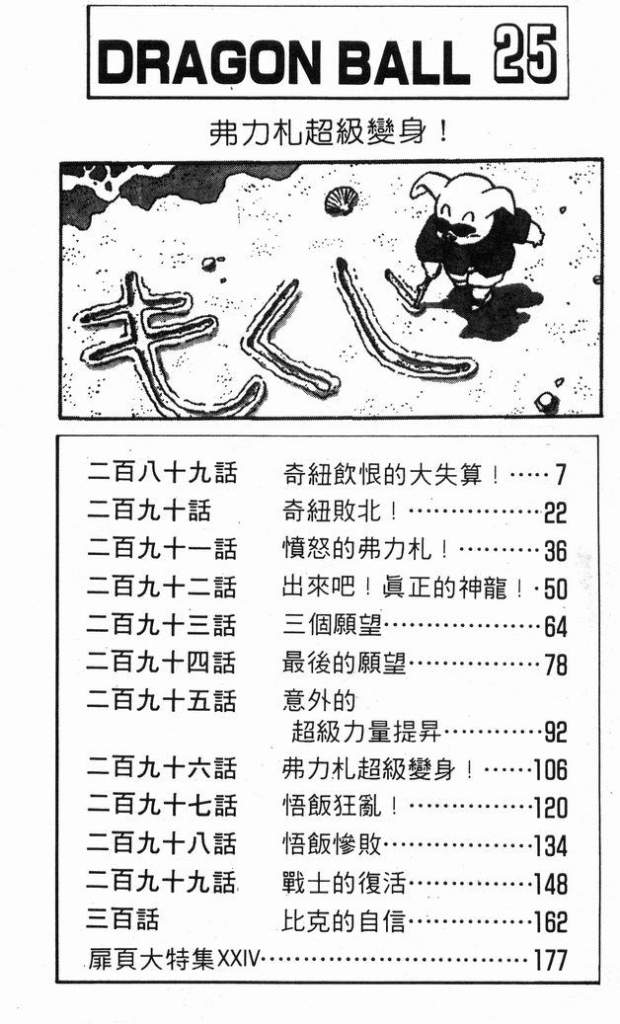 DRAGON BALL 25
弗力札超級變身!
もくじ
二百八十九話 奇紐飲恨的大失算!‥‥7
二百九十話 奇紐敗北!‥‥‥‥‥‥22
二百九十一話 憤怒的弗力札!‥‥‥‥36
二百九十二話 出來吧!眞正的神龍!‥50
二百九十三話 三個願望‥‥‥‥‥‥64
二百九十四話 最後的願望‥‥‥‥‥78
二百九十五話 意外的
超級力量提昇‥‥‥‥92
二百九十六話 弗力札超級變身!‥‥106
二百九十七話 悟飯狂亂!‥‥‥‥‥120
二百九十八話 悟飯慘敗‥‥‥‥‥‥134
二百九十九話 戰士的復活‥‥‥‥‥148
三百話 比克的自信‥‥‥‥‥162
扉頁大特集XXIV‥‥‥‥‥‥‥‥‥177